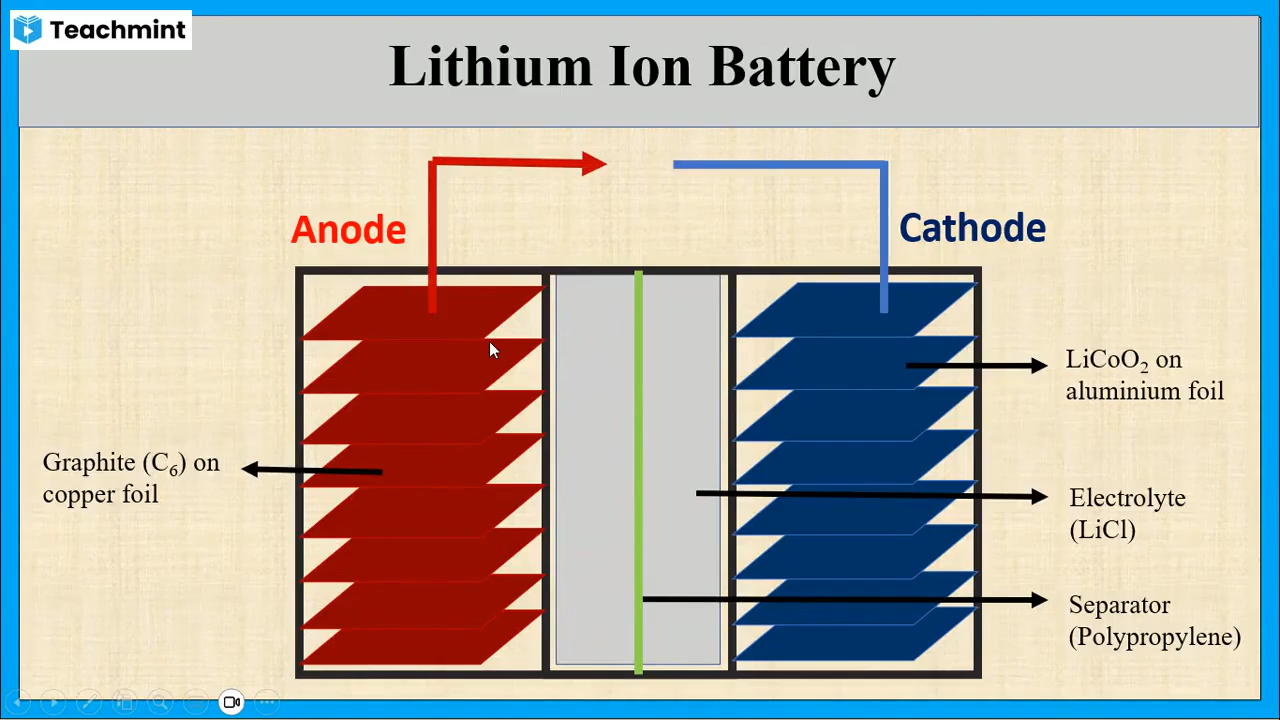 Teachmint
Lithium Ion Battery
Anode
Cathode
LiCoO₂ on
aluminium foil
Graphite (C₆) on
copper foil
Electrolyte
(LiCl)
Separator
(Polypropylene)